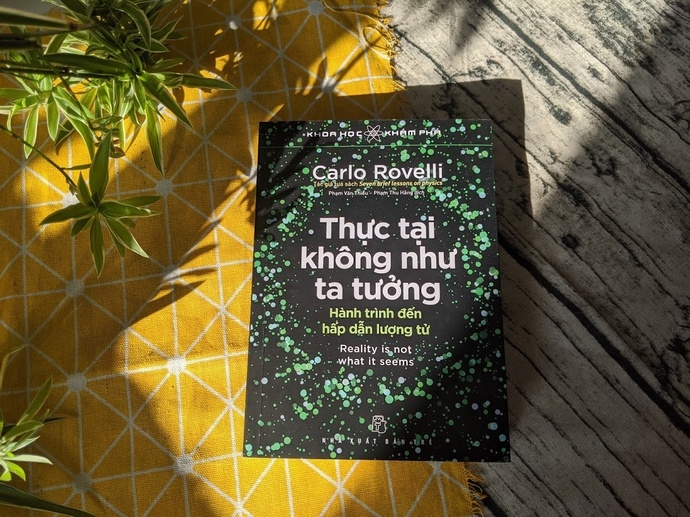 KHOA HỌC KHÁM PHÁ
Carlo Rovelli
Tác giả tựa sách Seven brief lessons on physics
Phạm Văn Thiều – Phạm Thu Hằng dịch
Thực tại
không như
ta tưởng
Hành trình đến
hấp dẫn lượng tử
Reality is not
what it seems
NHÀ XUẤT BẢN TRẺ